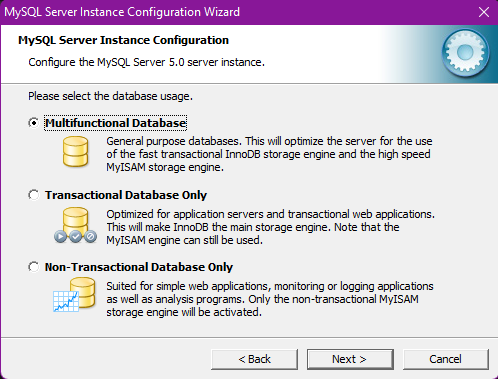 MySQL Server Instance Configuration Wizard
MySQL Server Instance Configuration
Configure the MySQL Server 5.0 server instance.
Please select the database usage.
Multifunctional Database
General purpose databases. This will optimize the server for the use
of the fast transactional InnoDB storage engine and the high speed
MyISAM storage engine.
Transactional Database Only
Optimized for application servers and transactional web applications.
This will make InnoDB the main storage engine. Note that the
MyISAM engine can still be used.
Non-Transactional Database Only
Suited for simple web applications, monitoring or logging applications
as well as analysis programs. Only the non-transactional MyISAM
storage engine will be activated.
< Back
Next >
Cancel